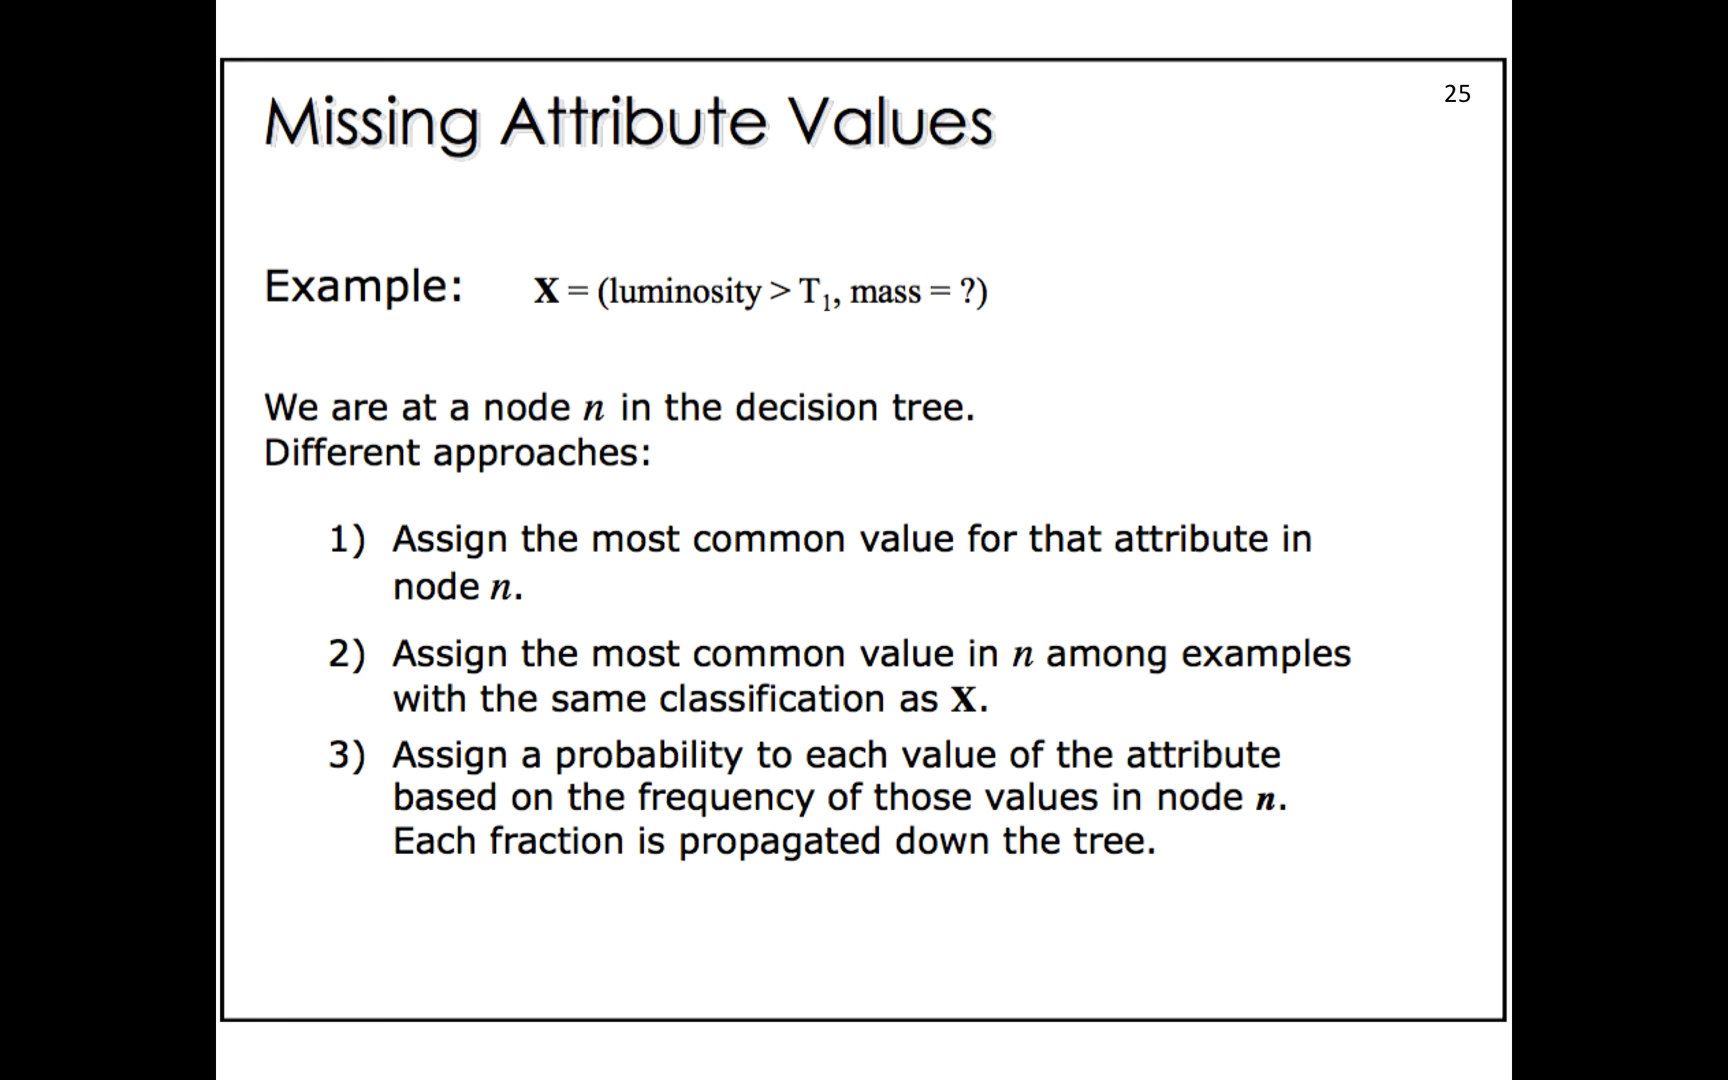 Missing Attribute Values
25
Example: X = (luminosity > T₁, mass = ?)
We are at a node n in the decision tree.
Different approaches:
1) Assign the most common value for that attribute in
node n.
2) Assign the most common value in n among examples
with the same classification as X.
3) Assign a probability to each value of the attribute
based on the frequency of those values in node n.
Each fraction is propagated down the tree.